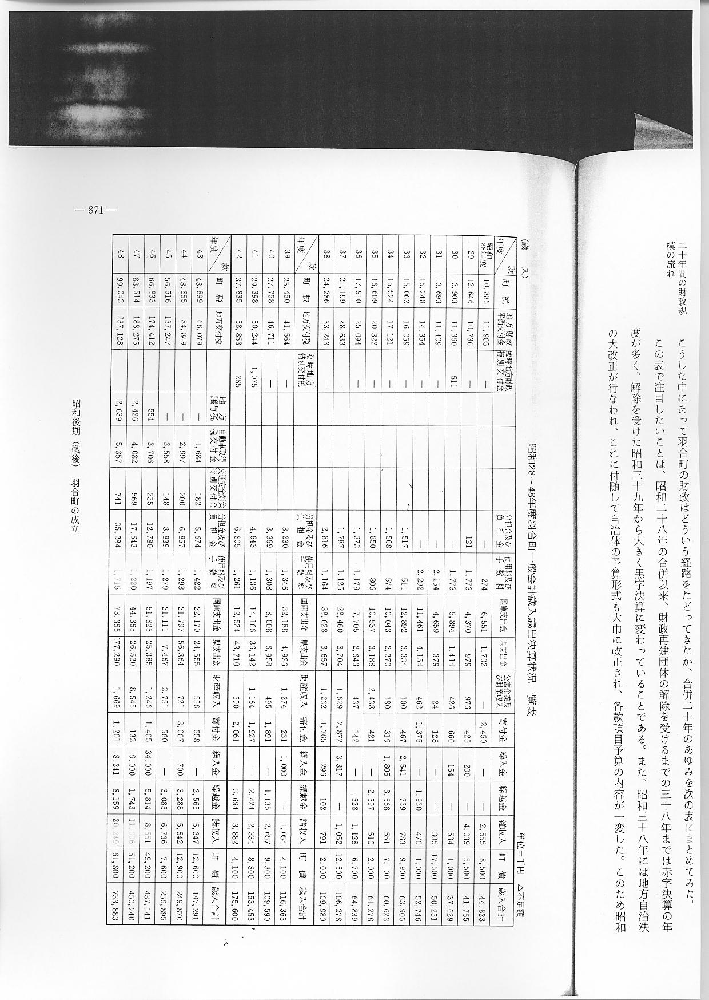 二十年間の財政規
模の流れ
こうした中にあって羽合町の財政はどういう経路をたどってきたか、合併二十年のあゆみを次の表にまとめてみた。
この表で注目したいことは、昭和二十八年の合併以来、財政再建団体の解除を受けるまでの三十八年までは赤字決算の年
度が多く、解除を受けた昭和三十九年から大きく黒字決算に変わっていることである。また、昭和三十八年には地方自治法
の大改正が行なわれ、これに付随して自治体の予算形式も大巾に改正され、各款項目予算の内容が一変した。このため昭和
昭和28～48年度羽合町一般会計歳入歳出決算状況一覧表
〈歳 入〉 単位=千円 △不足額
年度 款 町 税 地方財政平衡交付金 臨時地方財政特別交付金 分担金及び負担金 使用料及び手数料 国庫支出金 県支出金 公営企業及び財産収入 寄付金 繰入金 繰越金 雑収入 町 債 歳入合計
昭和28年度 10,886 11,905 — — 274 6,551 1,702 — 2,450 — — 2,555 8,500 44,823
29 12,646 10,736 — 121 1,773 4,370 979 976 425 200 — 4,039 5,500 41,765
30 13,903 11,360 511 — 1,773 5,894 1,414 426 660 154 — 534 1,000 37,629
31 13,693 11,409 — — 2,154 4,659 379 24 128 — — 305 17,500 50,251
32 15,248 14,354 — — 2,292 11,461 4,154 462 1,375 — 1,930 470 1,000 52,746
33 15,062 16,059 — 1,517 511 12,892 3,334 100 467 2,541 739 783 9,900 63,905
34 15,524 17,121 — 1,568 574 10,043 2,270 180 319 1,805 3,568 551 7,100 60,623
35 16,609 20,322 — 1,850 806 10,537 3,188 2,438 421 — 2,597 510 2,000 61,278
36 17,910 25,094 — 1,373 1,179 7,705 2,643 437 142 — ,528 1,128 6,700 64,839
37 21,199 28,633 — 1,787 1,125 28,460 3,704 1,629 2,872 3,317 — 1,052 12,500 106,278
38 24,286 33,243 — 2,816 1,164 38,628 3,657 1,232 1,765 296 102 791 2,000 109,980
年度 款 町 税 地方交付税 臨時地方特別交付税 分担金及び負担金 使用料及び手数料 国庫支出金 県支出金 財産収入 寄付金 繰入金 繰越金 諸収入 町 債 歳入合計
39 25,450 41,564 — 3,230 1,346 32,188 4,926 1,274 231 1,000 — 1,054 4,100 116,363
40 27,758 46,711 — 3,369 1,308 8,008 6,958 495 1,891 — 1,135 2,657 9,300 109,590
41 29,398 50,244 1,075 4,643 1,136 14,166 36,142 1,164 1,927 — 2,424 2,334 8,800 153,453
42 37,835 58,853 285 6,805 1,261 12,524 43,710 590 2,061 — 3,694 3,882 4,100 175,600
年度 款 町 税 地方交付税 地方譲与税 自動車取得税交付金 交通安全対策特別交付金 分担金及び負担金 使用料及び手数料 国庫支出金 県支出金 財産収入 寄付金 繰入金 繰越金 諸収入 町 債 歳入合計
43 43,899 66,079 — 1,684 182 5,674 1,422 22,170 24,555 556 558 — 2,565 5,347 12,600 187,291
44 48,855 84,849 — 2,997 200 6,857 1,293 21,797 56,864 721 3,007 700 3,288 5,542 12,900 249,870
45 56,516 137,247 — 3,558 148 8,839 1,279 21,111 7,467 2,751 560 — 3,083 6,736 7,600 256,895
46 66,833 174,412 554 3,706 235 12,780 1,197 51,823 25,385 1,246 1,405 34,000 5,814 8,551 49,200 437,141
47 83,514 188,275 2,426 4,082 569 17,643 1,220 44,365 26,520 8,545 132 9,000 1,743 11,006 51,200 450,240
48 99,042 237,128 2,639 5,357 741 35,284 1,715 73,366 177,290 1,669 1,201 8,241 8,159 20,249 61,800 733,883
昭和後期（戦後） 羽合町の成立
— 871 —